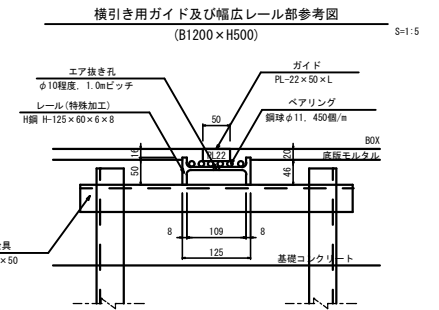 横引き用ガイド及び幅広レール部参考図
(B1200×H500)
S=1:5
エア抜き孔
φ10程度, 1.0mピッチ
レール(特殊加工)
H鋼 H-125×60×6×8
ガイド
PL-22×50×L
ベアリング
鋼球φ11, 450個/m
50
BOX
底版モルタル
16
50
PL22
20
46
8
109
8
125
具
×50
基礎コンクリート